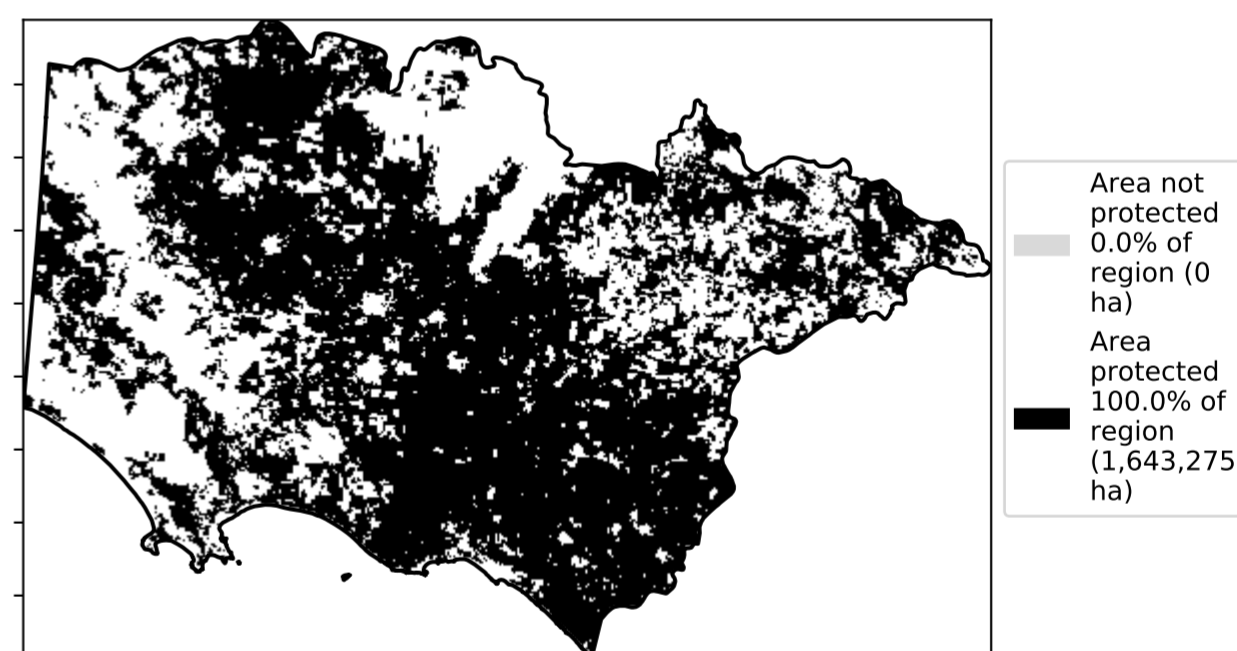 Area not
protected
0.0% of
region (0
ha)
Area
protected
100.0% of
region
(1,643,275
ha)